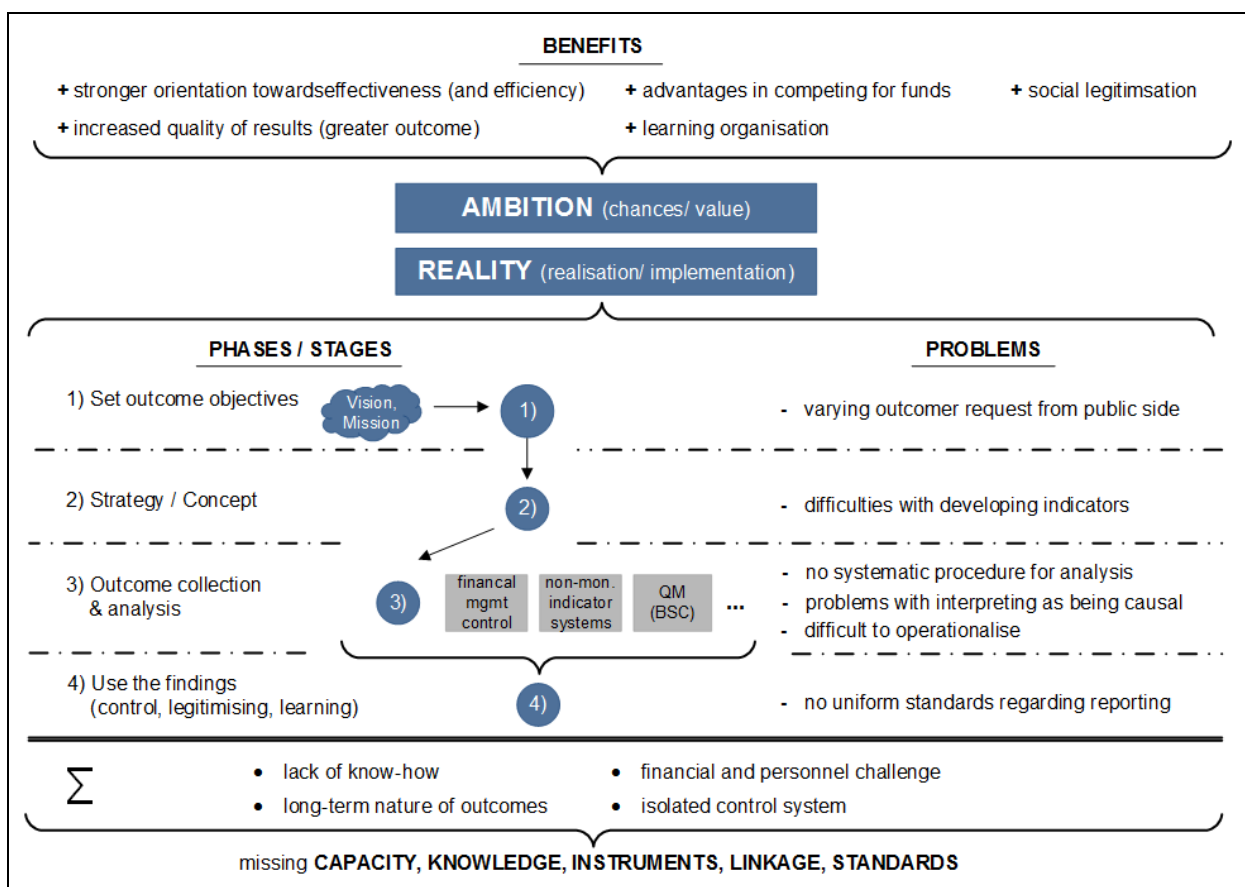 BENEFITS
+ stronger orientation towardseffectiveness (and efficiency)
+ advantages in competing for funds
+ social legitimsation
+ increased quality of results (greater outcome)
+ learning organisation
AMBITION (chances/ value)
REALITY (realisation/ implementation)
PHASES / STAGES
PROBLEMS
1) Set outcome objectives
Vision,
Mission
1)
- varying outcomer request from public side
2) Strategy / Concept
2)
- difficulties with developing indicators
3) Outcome collection
& analysis
3)
financal
mgmt
control
non-mon.
indicator
systems
QM
(BSC)
...
- no systematic procedure for analysis
- problems with interpreting as being causal
- difficult to operationalise
4) Use the findings
(control, legitimising, learning)
4)
- no uniform standards regarding reporting
∑
• lack of know-how
• financial and personnel challenge
• long-term nature of outcomes
• isolated control system
missing CAPACITY, KNOWLEDGE, INSTRUMENTS, LINKAGE, STANDARDS